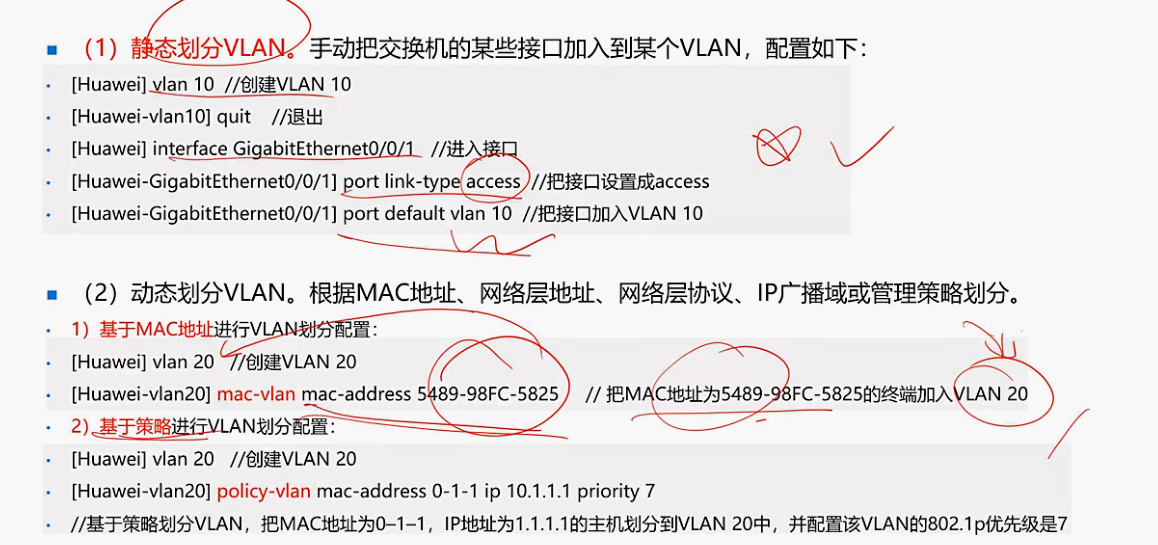 （1）静态划分VLAN。手动把交换机的某些接口加入到某个VLAN，配置如下：
[Huawei] vlan 10 //创建VLAN 10
[Huawei-vlan10] quit //退出
[Huawei] interface GigabitEthernet0/0/1 //进入接口
[Huawei-GigabitEthernet0/0/1] port link-type access //把接口设置成access
[Huawei-GigabitEthernet0/0/1] port default vlan 10 //把接口加入VLAN 10
（2）动态划分VLAN。根据MAC地址、网络层地址、网络层协议、IP广播域或管理策略划分。
1）基于MAC地址进行VLAN划分配置：
[Huawei] vlan 20 //创建VLAN 20
[Huawei-vlan20] mac-vlan mac-address 5489-98FC-5825 // 把MAC地址为5489-98FC-5825的终端加入VLAN 20
2）基于策略进行VLAN划分配置：
[Huawei] vlan 20 //创建VLAN 20
[Huawei-vlan20] policy-vlan mac-address 0-1-1 ip 10.1.1.1 priority 7
//基于策略划分VLAN，把MAC地址为0–1–1，IP地址为1.1.1.1的主机划分到VLAN 20中，并配置该VLAN的802.1p优先级是7